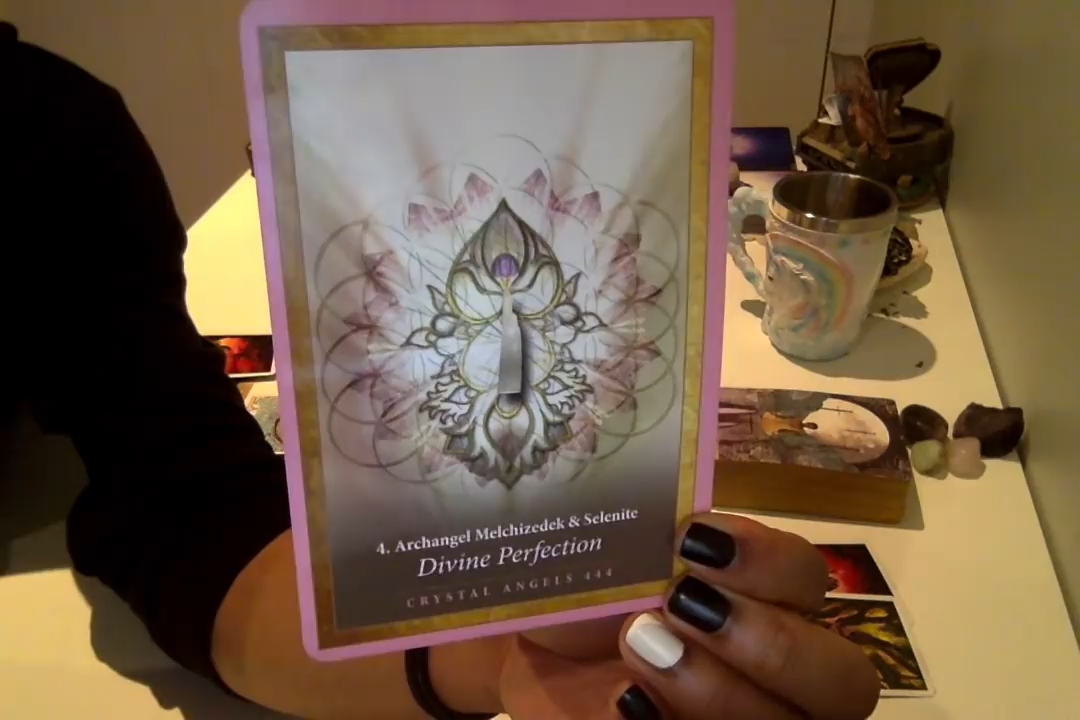 4. Archangel Melchizedek & Selenite
Divine Perfection
CRYSTAL ANGELS 444